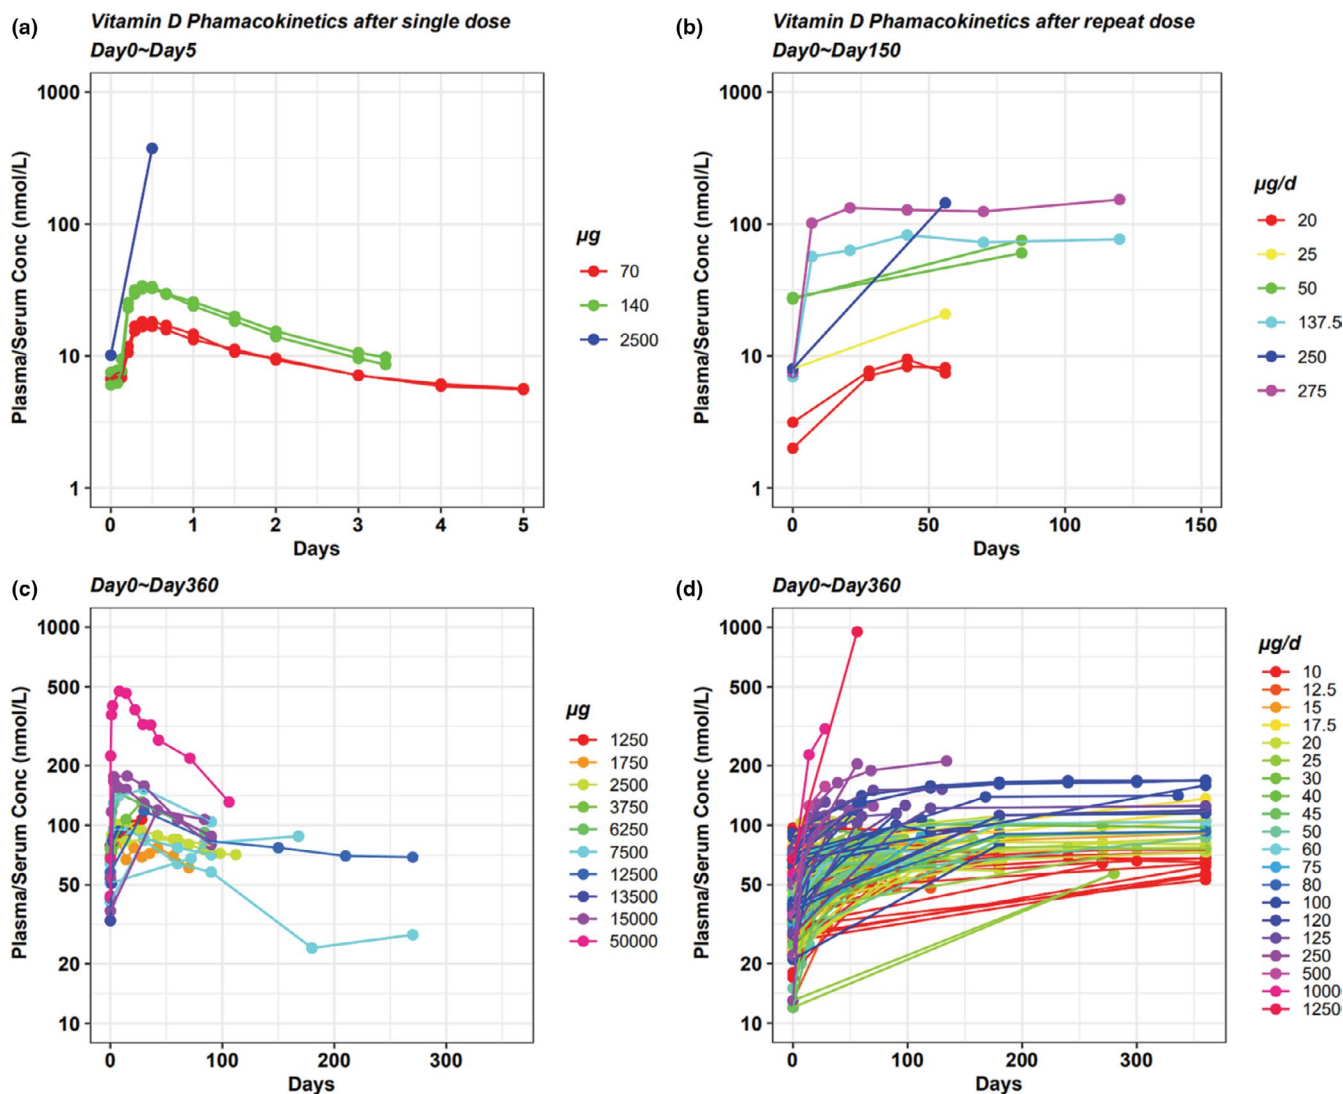 (a)
Vitamin D Phamacokinetics after single dose
Day0~Day5
Plasma/Serum Conc (nmol/L)
1000
100
10
1
0 1 2 3 4 5
Days
µg
70
140
2500
(b)
Vitamin D Phamacokinetics after repeat dose
Day0~Day150
Plasma/Serum Conc (nmol/L)
1000
100
10
1
0 50 100 150
Days
µg/d
20
25
50
137.5
250
275
(c)
Day0~Day360
Plasma/Serum Conc (nmol/L)
1000
500
200
100
50
20
10
0 100 200 300
Days
µg
1250
1750
2500
3750
6250
7500
12500
13500
15000
50000
(d)
Day0~Day360
Plasma/Serum Conc (nmol/L)
1000
500
200
100
50
20
10
0 100 200 300
Days
µg/d
10
12.5
15
17.5
20
25
30
40
45
50
60
75
80
100
120
125
250
500
1000
1250